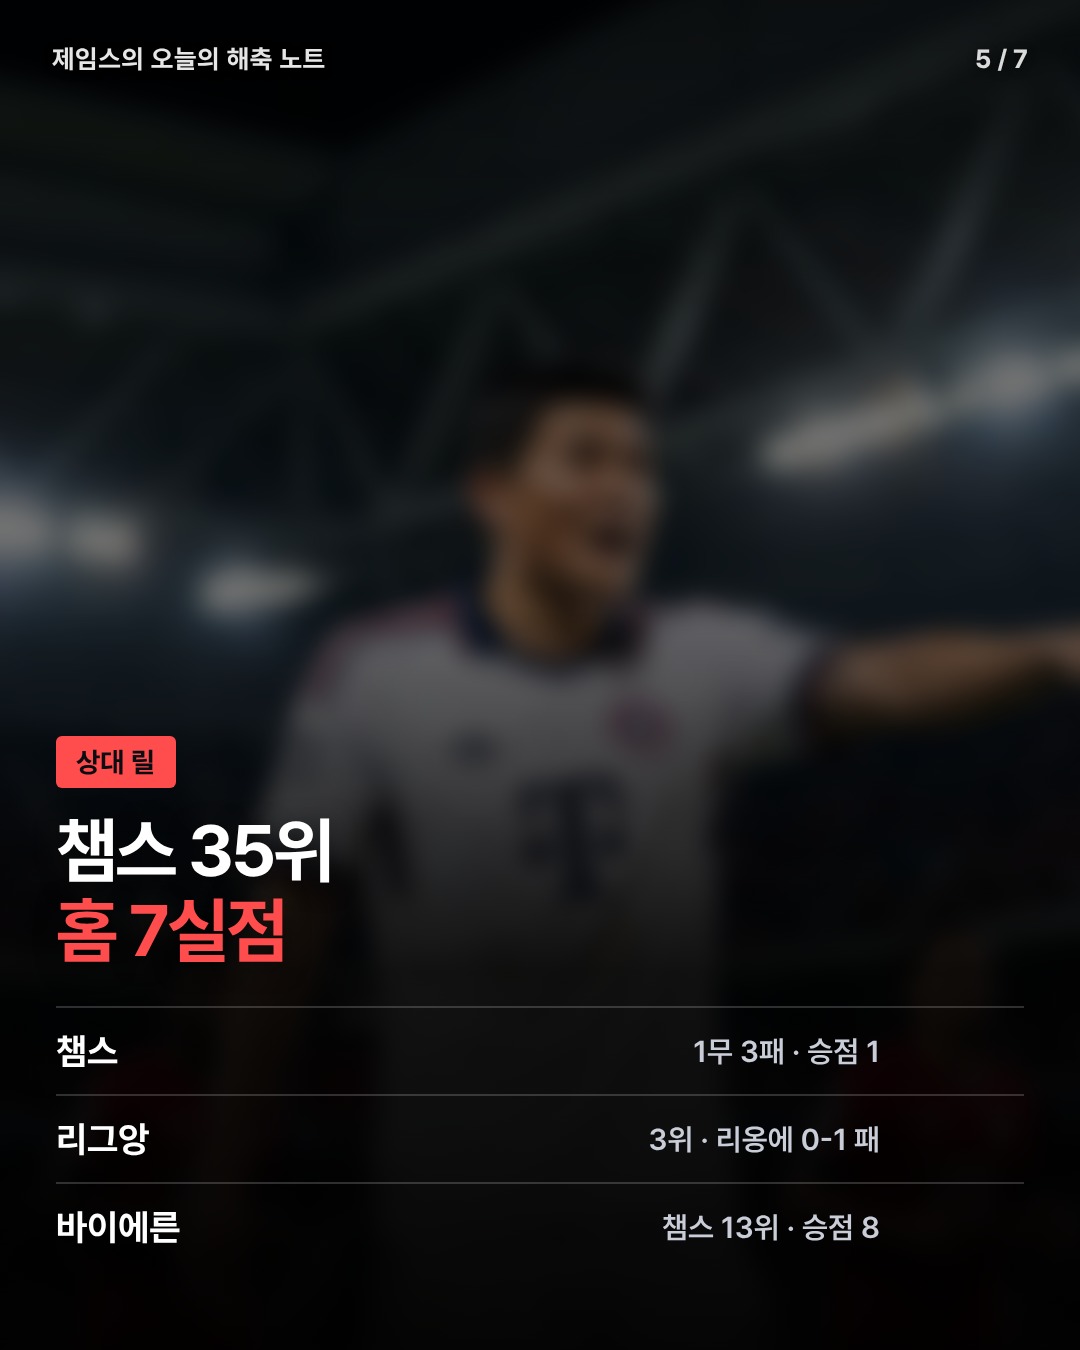 제임스의 오늘의 해축 노트
5 / 7
상대 릴
챔스 35위
홈 7실점
챔스 1무 3패 · 승점 1
리그앙 3위 · 리옹에 0-1 패
바이에른 챔스 13위 · 승점 8